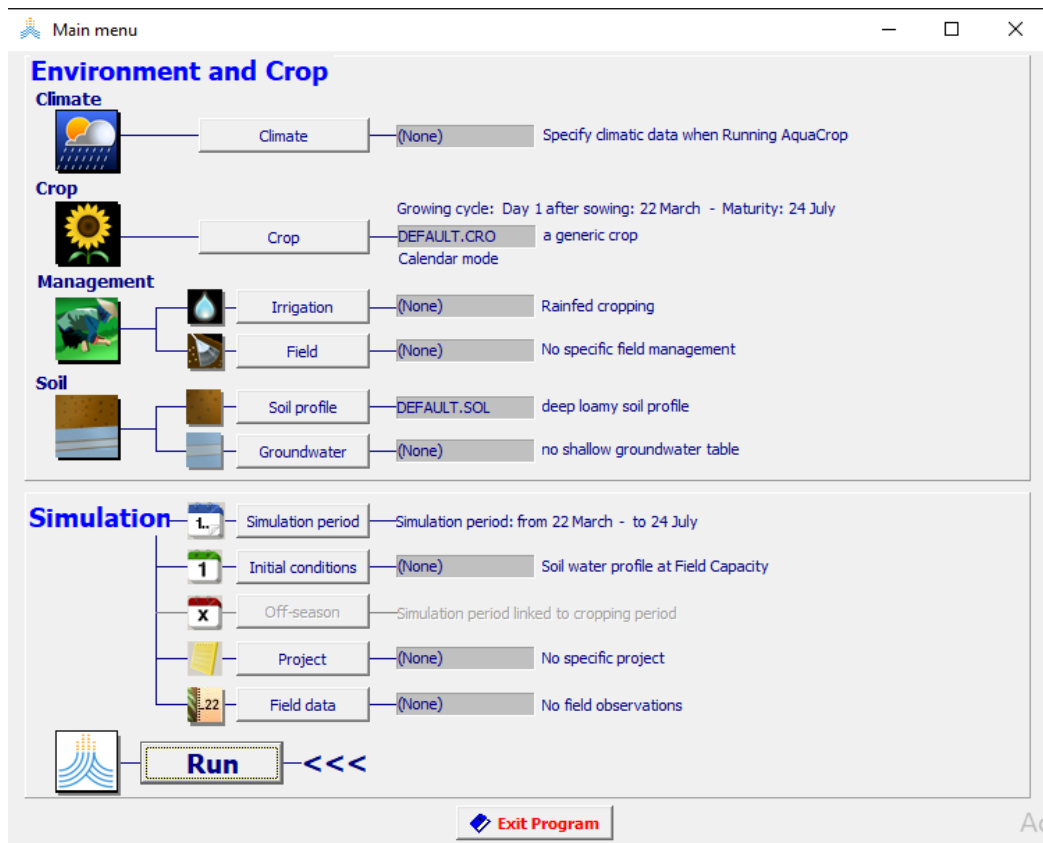 Main menu
Environment and Crop
Climate
Climate (None) Specify climatic data when Running AquaCrop
Crop
Growing cycle: Day 1 after sowing: 22 March - Maturity: 24 July
Crop DEFAULT.CRO a generic crop
Calendar mode
Management
Irrigation (None) Rainfed cropping
Field (None) No specific field management
Soil
Soil profile DEFAULT.SOL deep loamy soil profile
Groundwater (None) no shallow groundwater table
Simulation 1.. Simulation period Simulation period: from 22 March - to 24 July
1 Initial conditions (None) Soil water profile at Field Capacity
X Off-season Simulation period linked to cropping period
Project (None) No specific project
.22 Field data (None) No field observations
Run <<<
Exit Program